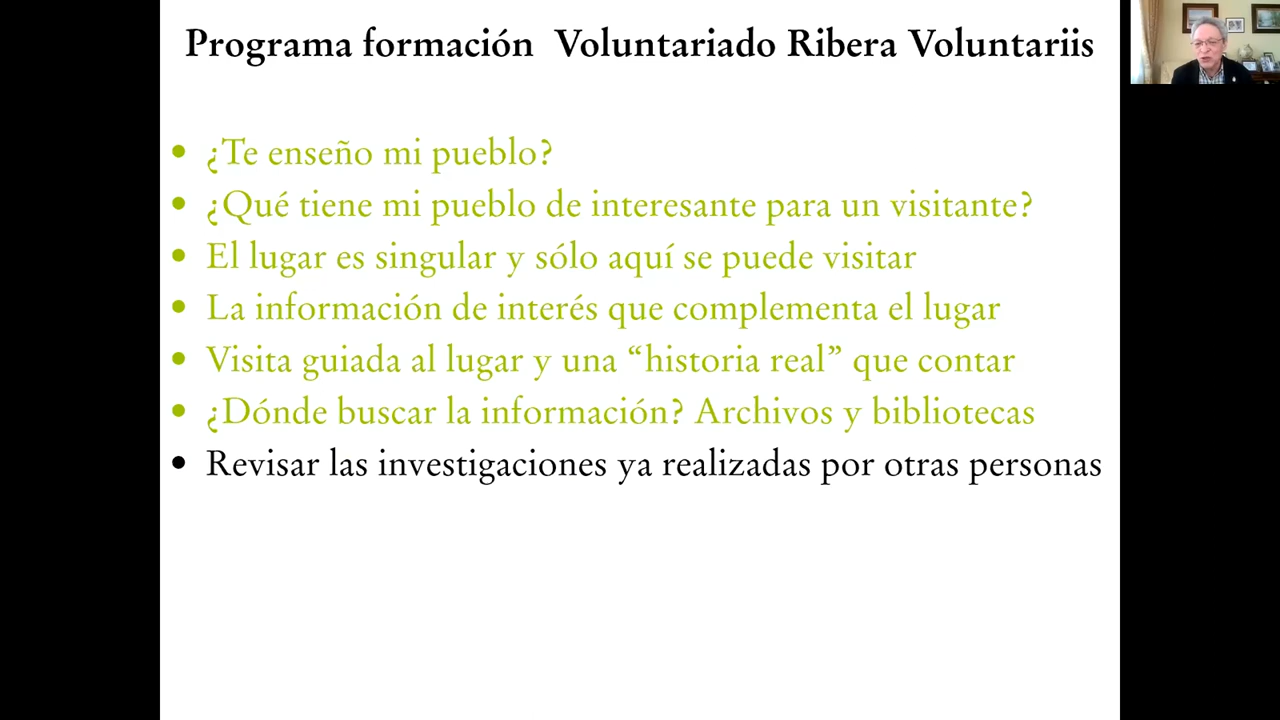 Programa formación Voluntariado Ribera Voluntariis
• ¿Te enseño mi pueblo?
• ¿Qué tiene mi pueblo de interesante para un visitante?
• El lugar es singular y sólo aquí se puede visitar
• La información de interés que complementa el lugar
• Visita guiada al lugar y una “historia real” que contar
• ¿Dónde buscar la información? Archivos y bibliotecas
• Revisar las investigaciones ya realizadas por otras personas